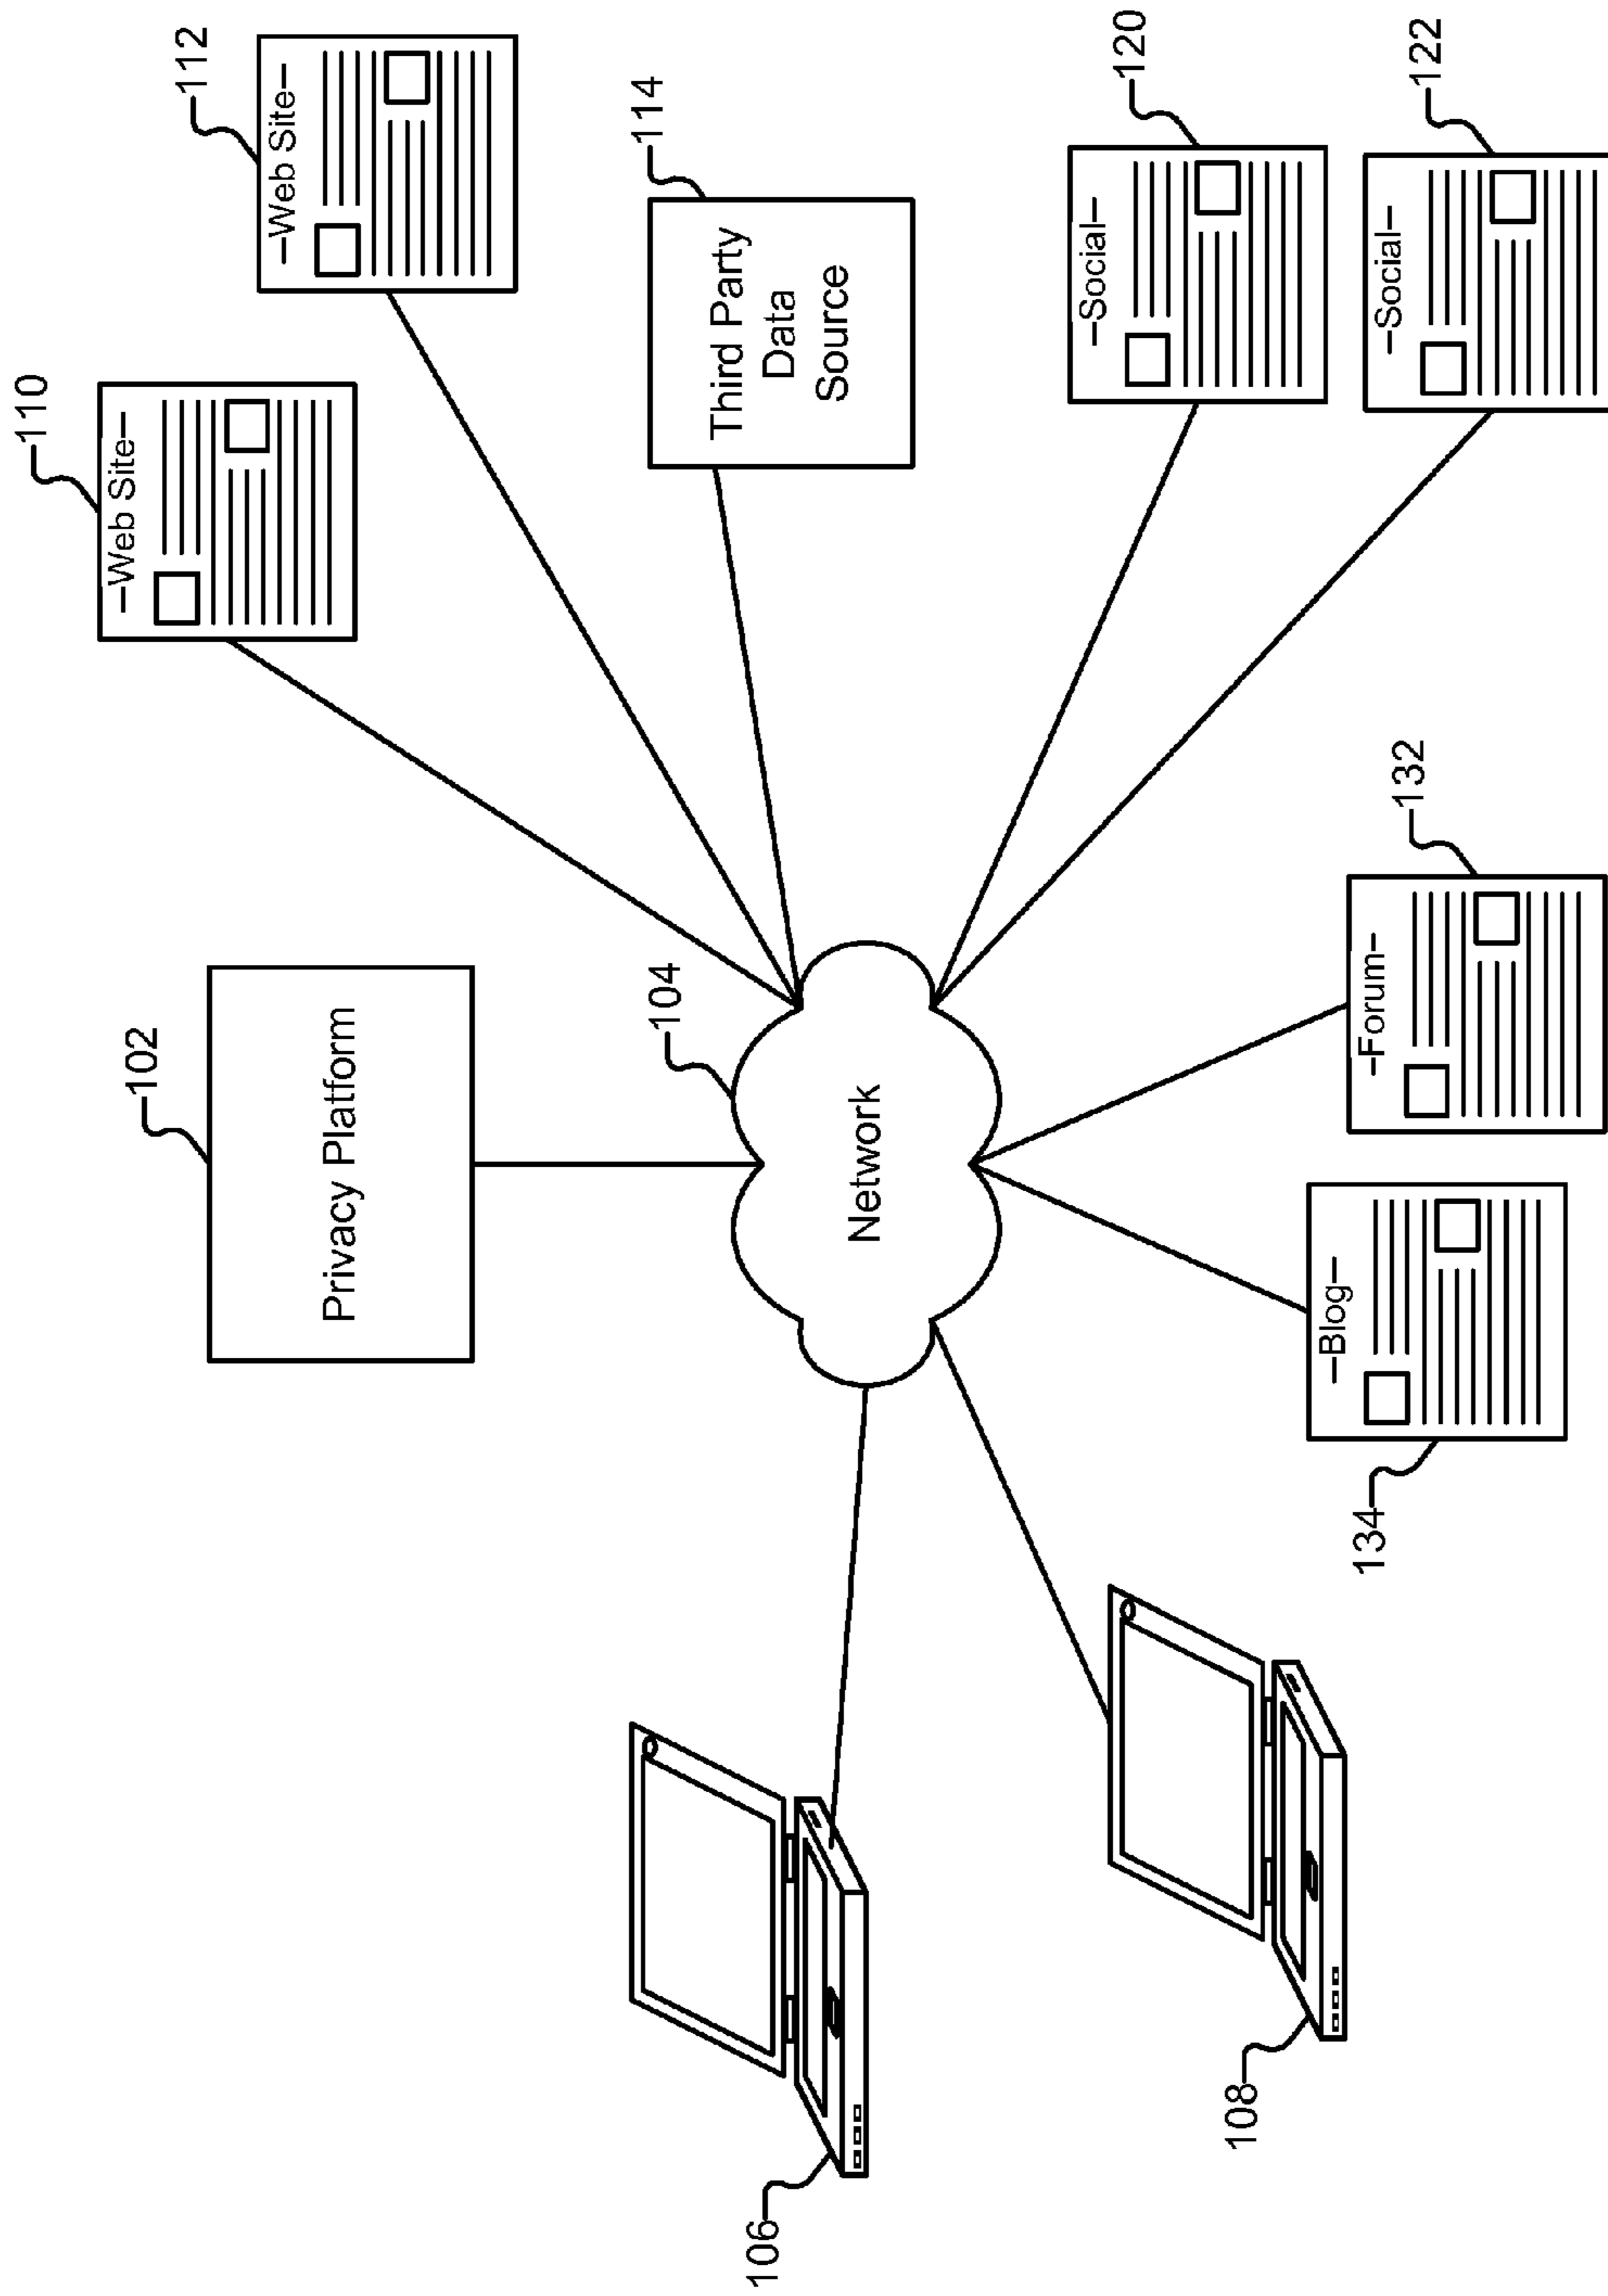 102
Privacy Platform
110
–Web Site–
112
–Web Site–
104
Network
114
Third Party
Data
Source
106
108
120
–Social–
122
–Social–
132
–Forum–
134
–Blog–